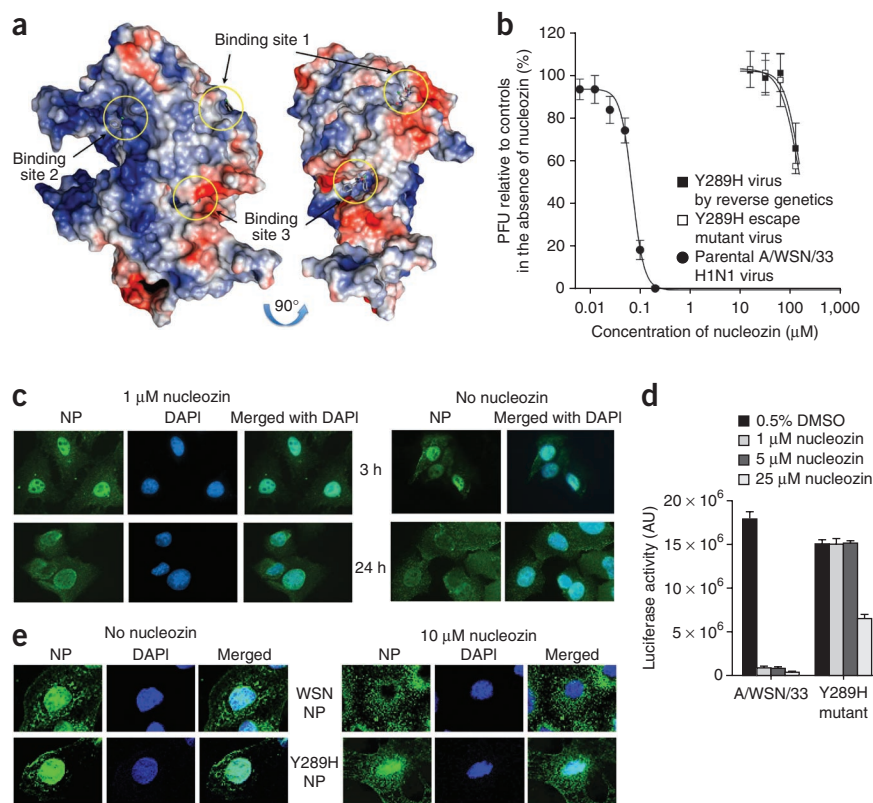 a
Binding site 1
Binding
site 2
Binding
site 3
90°
b
PFU relative to controls
in the absence of nucleozin (%)
120
100
80
60
40
20
0
0.01
0.1
1
10
100
1,000
Concentration of nucleozin (μM)
Y289H virus
by reverse genetics
Y289H escape
mutant virus
Parental A/WSN/33
H1N1 virus
c
1 μM nucleozin
NP
DAPI
Merged with DAPI
No nucleozin
NP
Merged with DAPI
3 h
24 h
d
0.5% DMSO
1 μM nucleozin
5 μM nucleozin
25 μM nucleozin
Luciferase activity (AU)
20 × 10⁶
15 × 10⁶
10 × 10⁶
5 × 10⁶
0
A/WSN/33
Y289H
mutant
e
No nucleozin
NP
DAPI
Merged
10 μM nucleozin
NP
DAPI
Merged
WSN
NP
Y289H
NP